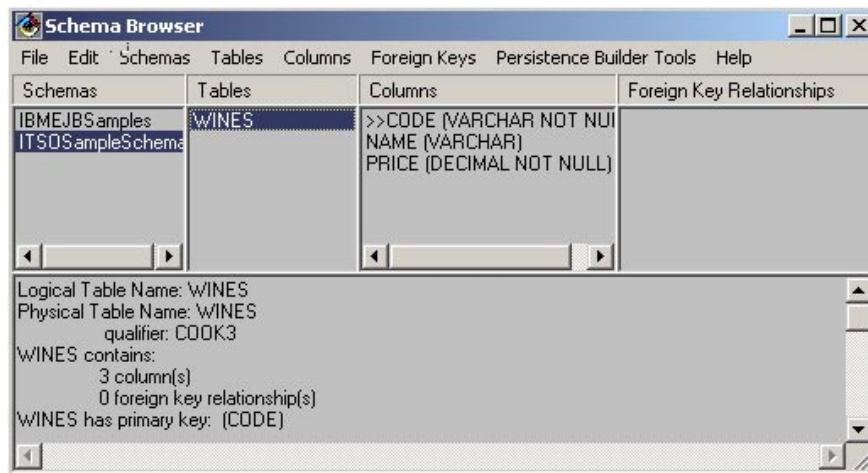 Schema Browser
File Edit Schemas Tables Columns Foreign Keys Persistence Builder Tools Help
Schemas Tables Columns Foreign Key Relationships
IBMEJBSamples WINES >>CODE (VARCHAR NOT NUL
ITSOSampleSchema NAME (VARCHAR)
PRICE (DECIMAL NOT NULL)
Logical Table Name: WINES
Physical Table Name: WINES
qualifier: COOK3
WINES contains:
3 column(s)
0 foreign key relationship(s)
WINES has primary key: (CODE)